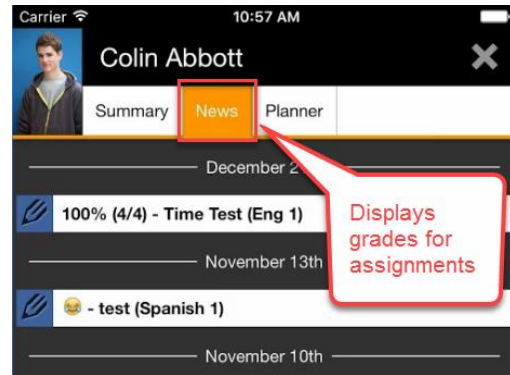 Carrier 10:57 AM
Colin Abbott
Summary News Planner
December 2
100% (4/4) - Time Test (Eng 1)
Displays
grades for
assignments
November 13th
😂 - test (Spanish 1)
November 10th